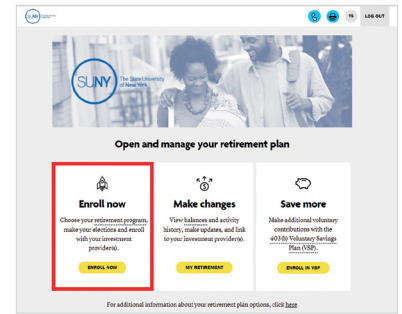 SUNY
TS LOG OUT
SUNY The State University
of New York
Open and manage your retirement plan
Enroll now
Choose your retirement program,
make your elections and enroll
with your investment
provider(s).
ENROLL NOW
Make changes
View balances and activity
history, make updates, and link
to your investment provider(s).
MY RETIREMENT
Save more
Make additional voluntary
contributions with the
403(b) Voluntary Savings
Plan (VSP).
ENROLL IN VSP
For additional information about your retirement plan options, click here